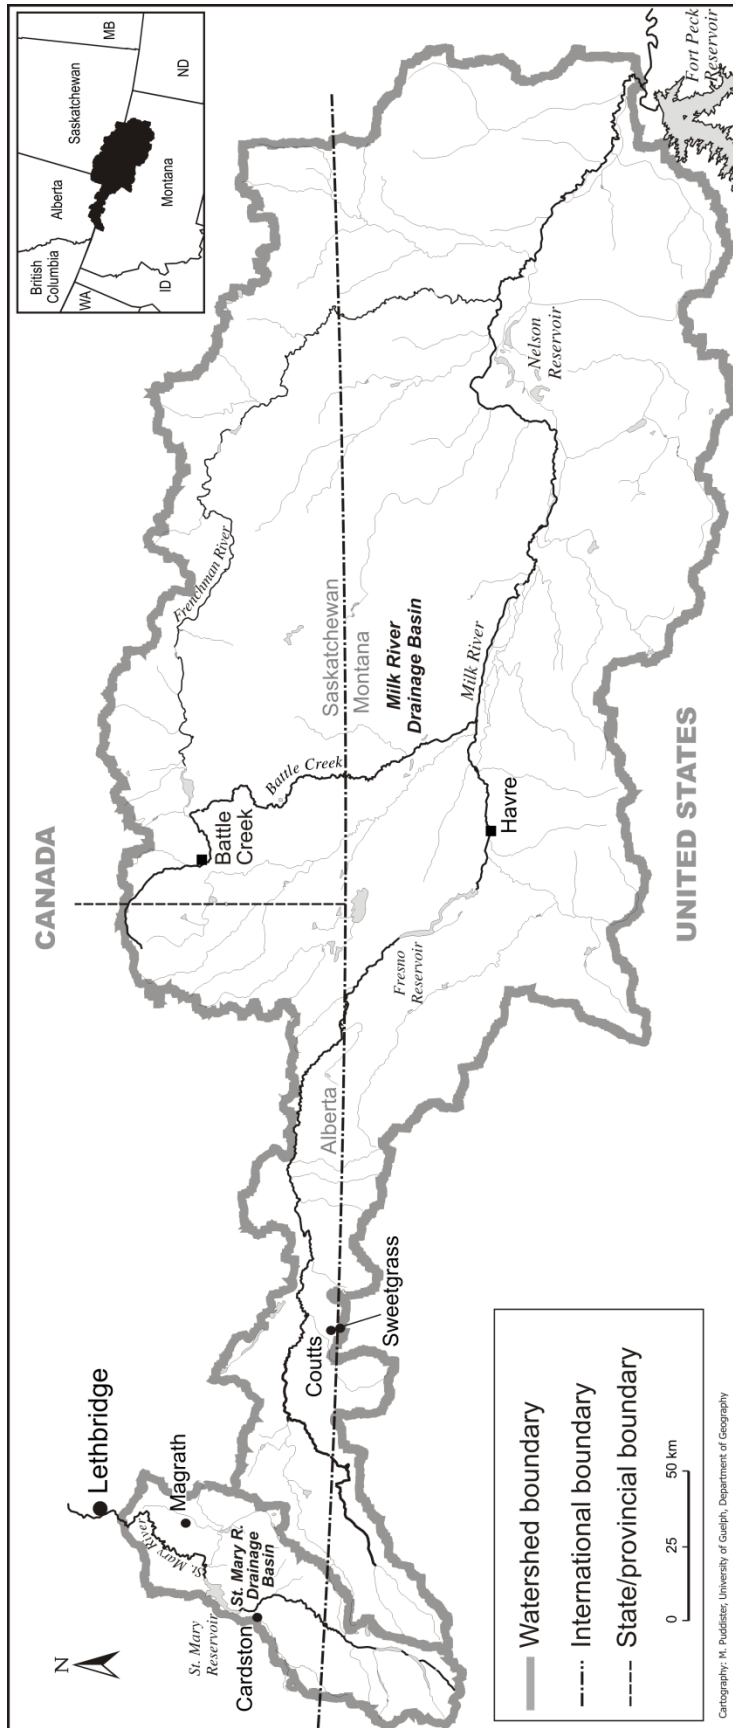 N
CANADA
UNITED STATES
Lethbridge
Magrath
St. Mary River
St. Mary R.
Drainage
Basin
St. Mary
Reservoir
Cardston
Coutts
Sweetgrass
Alberta
Fresno
Reservoir
Havre
Battle
Creek
Battle Creek
Saskatchewan
Montana
Milk River
Drainage Basin
Milk River
Frenchman River
Nelson
Reservoir
Fort Peck
Reservoir
British
Columbia
Alberta
Saskatchewan
MB
WA
ID
Montana
ND
Watershed boundary
International boundary
State/provincial boundary
0 25 50 km
Cartography: M. Puddister, University of Guelph, Department of Geography